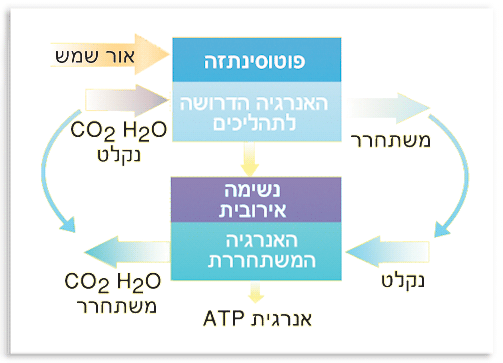 אור שמש
פוטוסינתזה
CO2 H2O
נקלט
האנרגיה הדרושה
לתהליכים
משתחרר
נשימה
אירובית
CO2 H2O
משתחרר
האנרגיה
המשתחררת
נקלט
אנרגית ATP